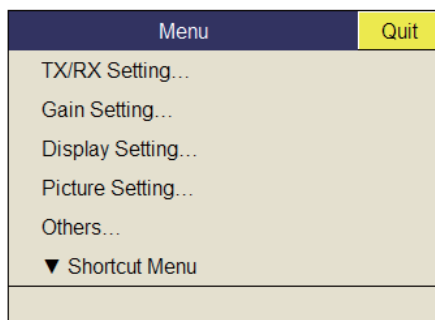 Menu Quit
TX/RX Setting…
Gain Setting…
Display Setting…
Picture Setting…
Others…
▼ Shortcut Menu